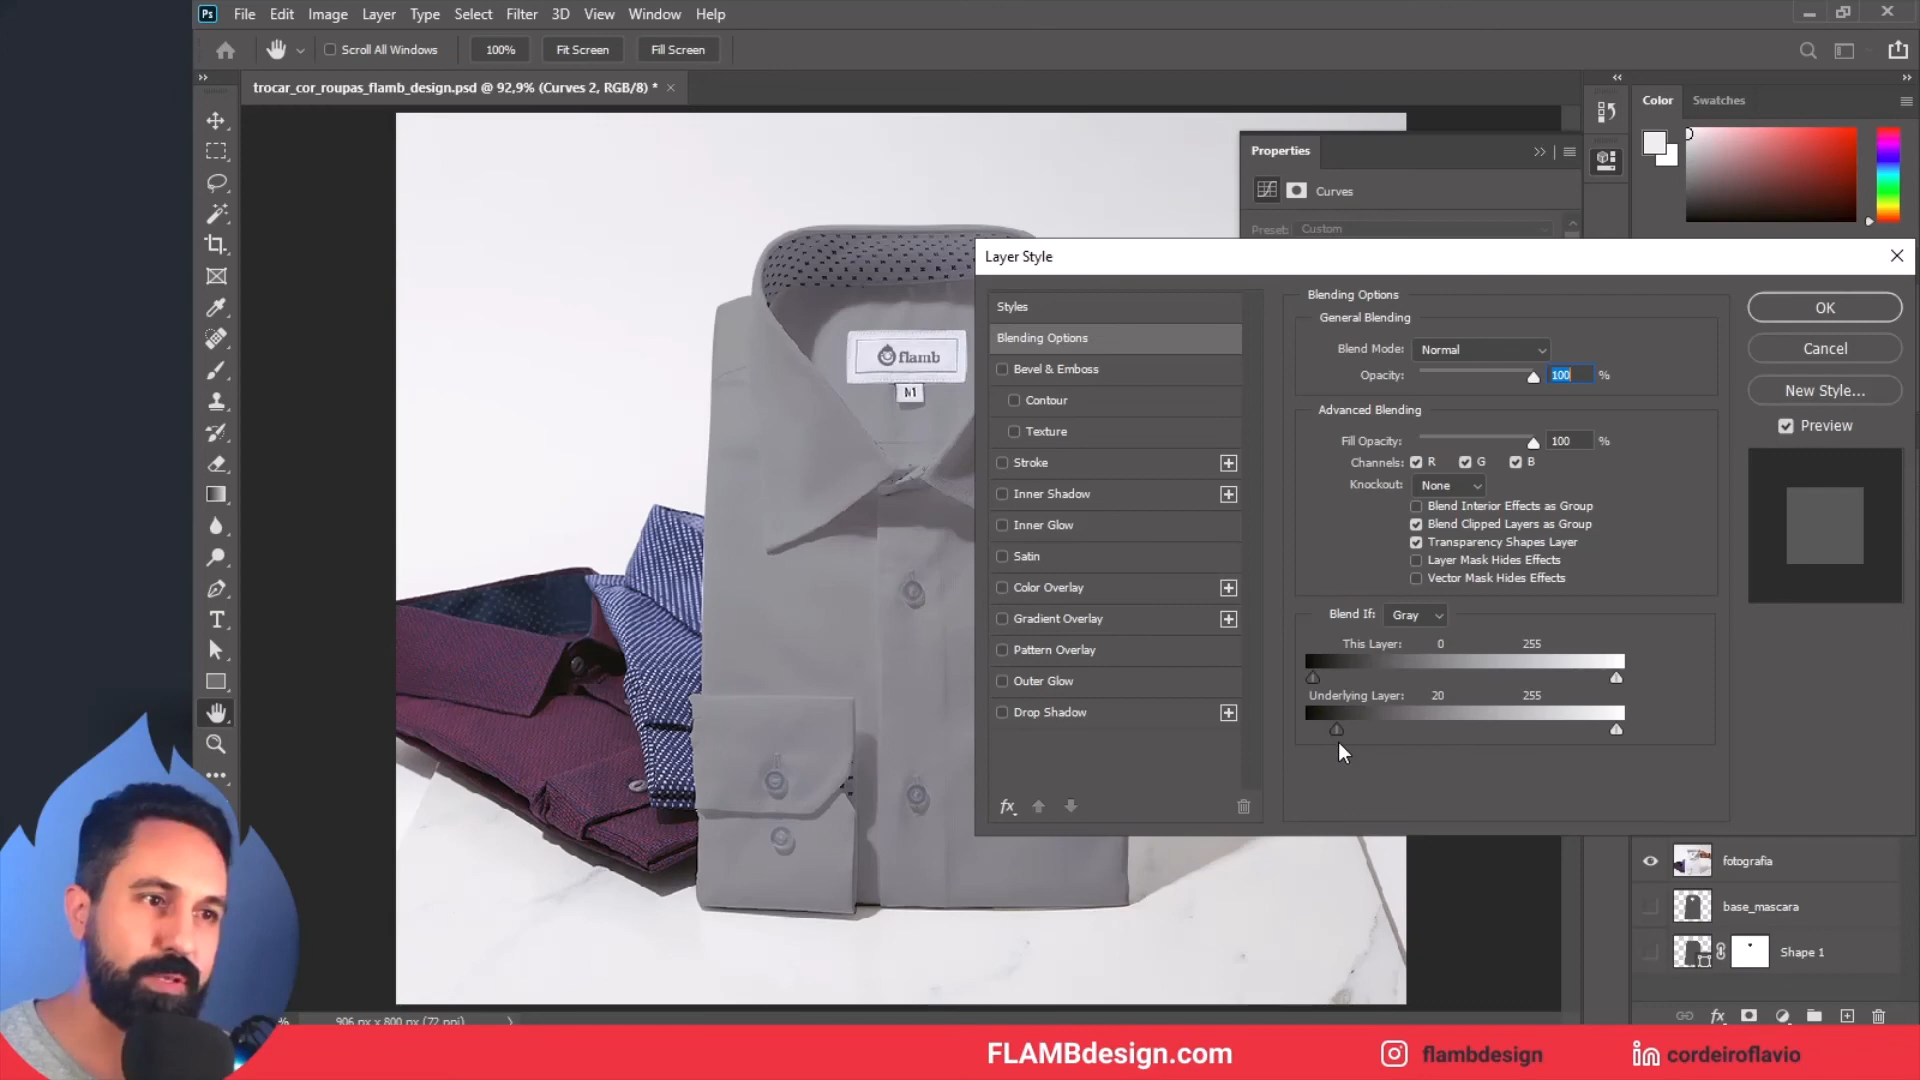 Ps File Edit Image Layer Type Select Filter 3D View Window Help
Scroll All Windows 100% Fit Screen Fill Screen
trocar_cor_roupas_flamb_design.psd @ 92,9% (Curves 2, RGB/8) * ×
Color Swatches
Properties
Curves
Preset: Custom
Layer Style
Styles
Blending Options
Bevel & Emboss
Contour
Texture
Stroke
Inner Shadow
Inner Glow
Satin
Color Overlay
Gradient Overlay
Pattern Overlay
Outer Glow
Drop Shadow
fx
Blending Options
General Blending
Blend Mode: Normal
Opacity: 100 %
Advanced Blending
Fill Opacity: 100 %
Channels: R G B
Knockout: None
Blend Interior Effects as Group
Blend Clipped Layers as Group
Transparency Shapes Layer
Layer Mask Hides Effects
Vector Mask Hides Effects
Blend If: Gray
This Layer: 0 255
Underlying Layer: 20 255
OK
Cancel
New Style...
Preview
flamb
N1
fotografia
base_mascara
Shape 1
fx
% 906 px x 800 px (72 ppi)
FLAMBdesign.com flambdesign in cordeiroflavio